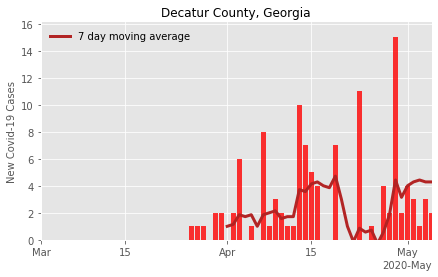 Decatur County, Georgia
16
14
12
10
8
6
4
2
0
New Covid-19 Cases
7 day moving average
Mar
15
Apr
15
May
2020-May